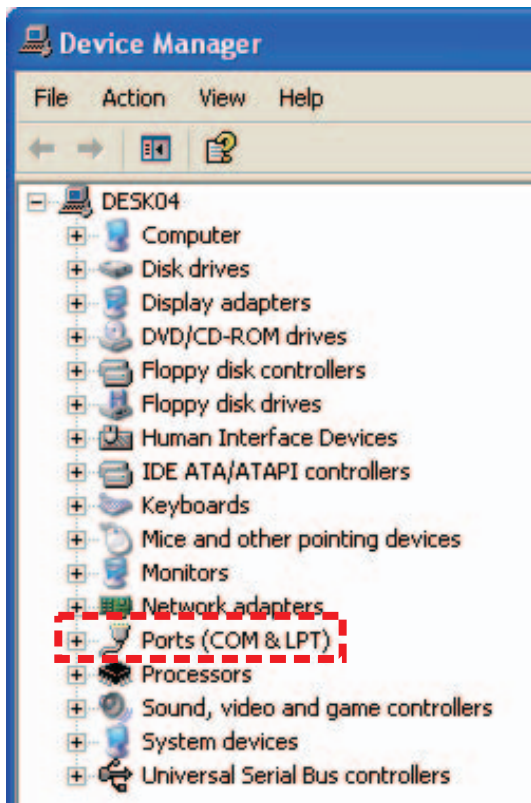 Device Manager
File Action View Help
DESK04
Computer
Disk drives
Display adapters
DVD/CD-ROM drives
Floppy disk controllers
Floppy disk drives
Human Interface Devices
IDE ATA/ATAPI controllers
Keyboards
Mice and other pointing devices
Monitors
Network adapters
Ports (COM & LPT)
Processors
Sound, video and game controllers
System devices
Universal Serial Bus controllers